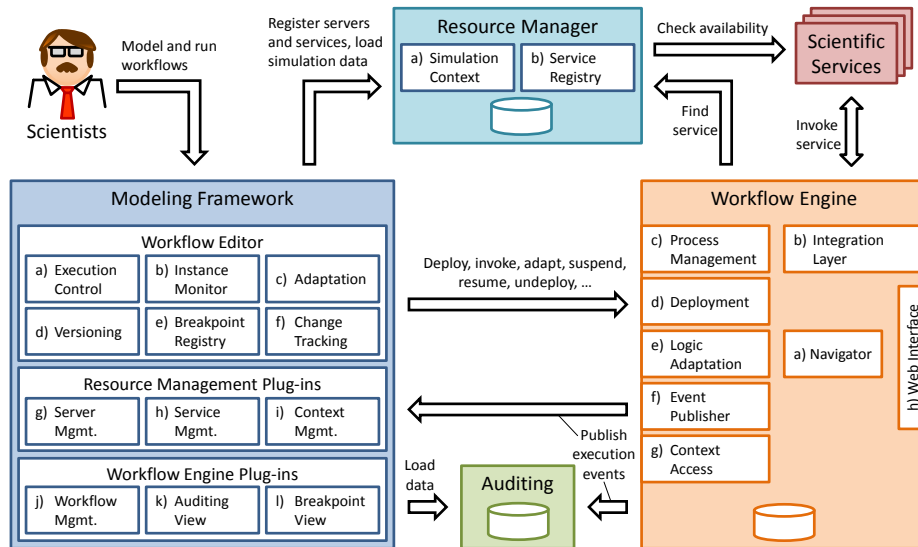 Scientists
Model and run
workflows
Register servers
and services, load
simulation data
Resource Manager
a) Simulation
Context
b) Service
Registry
Check availability
Scientific
Services
Find
service
Invoke
service
Modeling Framework
Workflow Editor
a) Execution
Control
b) Instance
Monitor
c) Adaptation
d) Versioning
e) Breakpoint
Registry
f) Change
Tracking
Resource Management Plug-ins
g) Server
Mgmt.
h) Service
Mgmt.
i) Context
Mgmt.
Workflow Engine Plug-ins
j) Workflow
Mgmt.
k) Auditing
View
l) Breakpoint
View
Deploy, invoke, adapt, suspend,
resume, undeploy, ...
Publish
execution
events
Load
data
Auditing
Workflow Engine
c) Process
Management
b) Integration
Layer
d) Deployment
e) Logic
Adaptation
a) Navigator
f) Event
Publisher
g) Context
Access
h) Web Interface